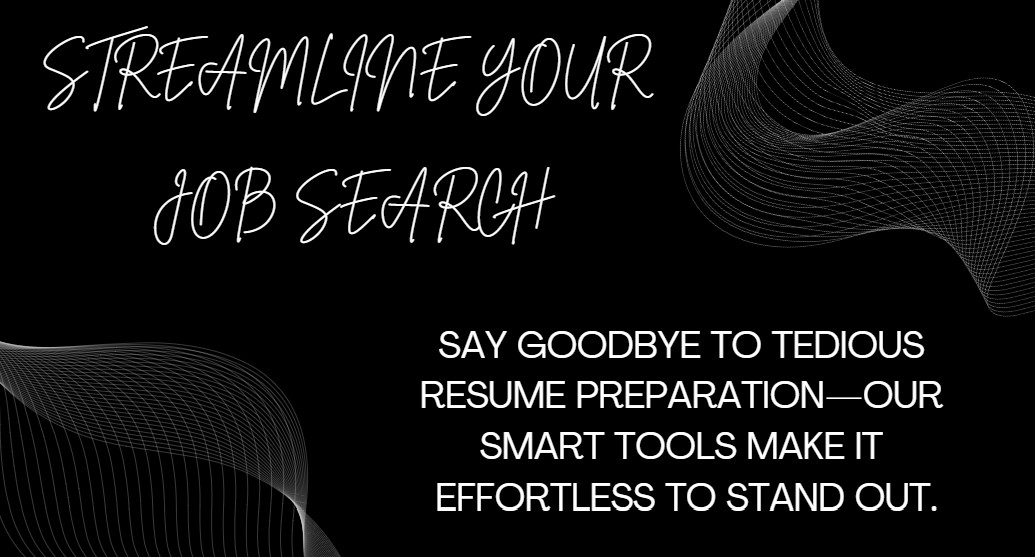 STREAMLINE YOUR
JOB SEARCH
SAY GOODBYE TO TEDIOUS
RESUME PREPARATION—OUR
SMART TOOLS MAKE IT
EFFORTLESS TO STAND OUT.